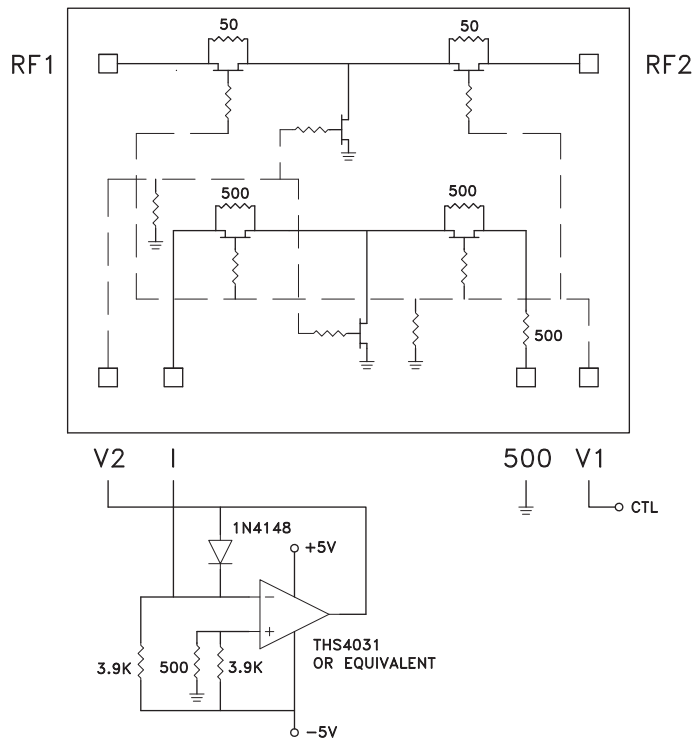 50
50
RF1
RF2
500
500
500
V2
I
500
V1
CTL
1N4148
+5V
−
+
THS4031
OR EQUIVALENT
3.9K
500
3.9K
−5V